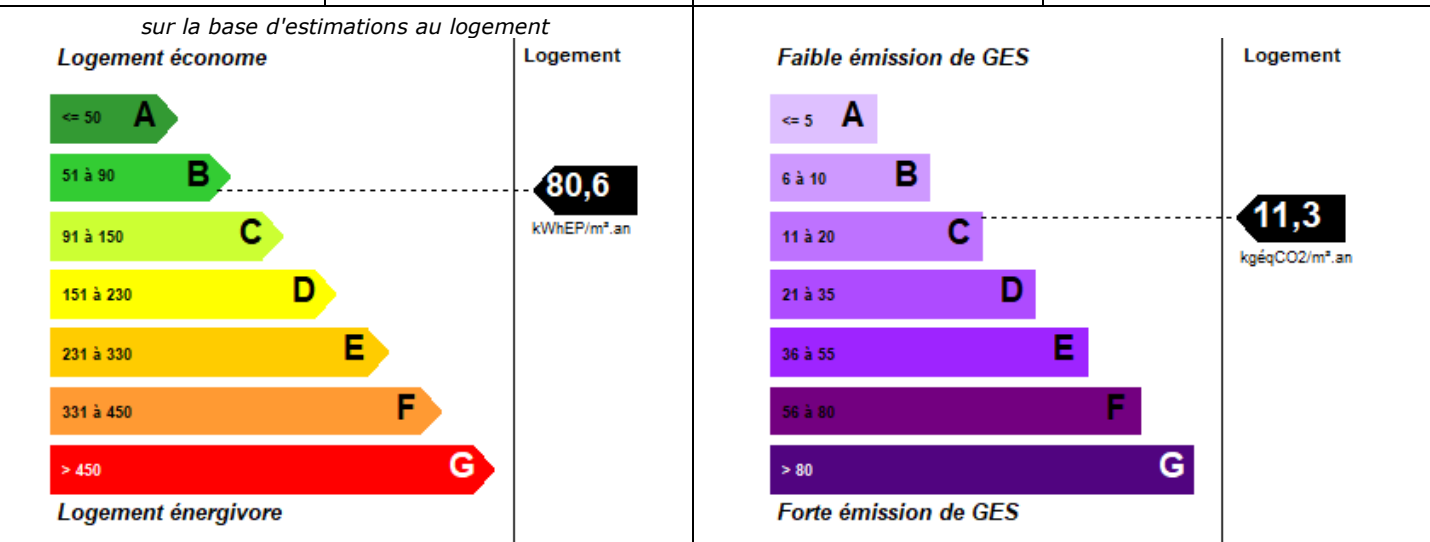 sur la base d'estimations au logement
Logement économe
Logement
<= 50 A
51 à 90 B
80,6
kWhEP/m².an
91 à 150 C
151 à 230 D
231 à 330 E
331 à 450 F
> 450 G
Logement énergivore
Faible émission de GES
Logement
<= 5 A
6 à 10 B
11 à 20 C
11,3
kgéqCO2/m².an
21 à 35 D
36 à 55 E
56 à 80 F
> 80 G
Forte émission de GES